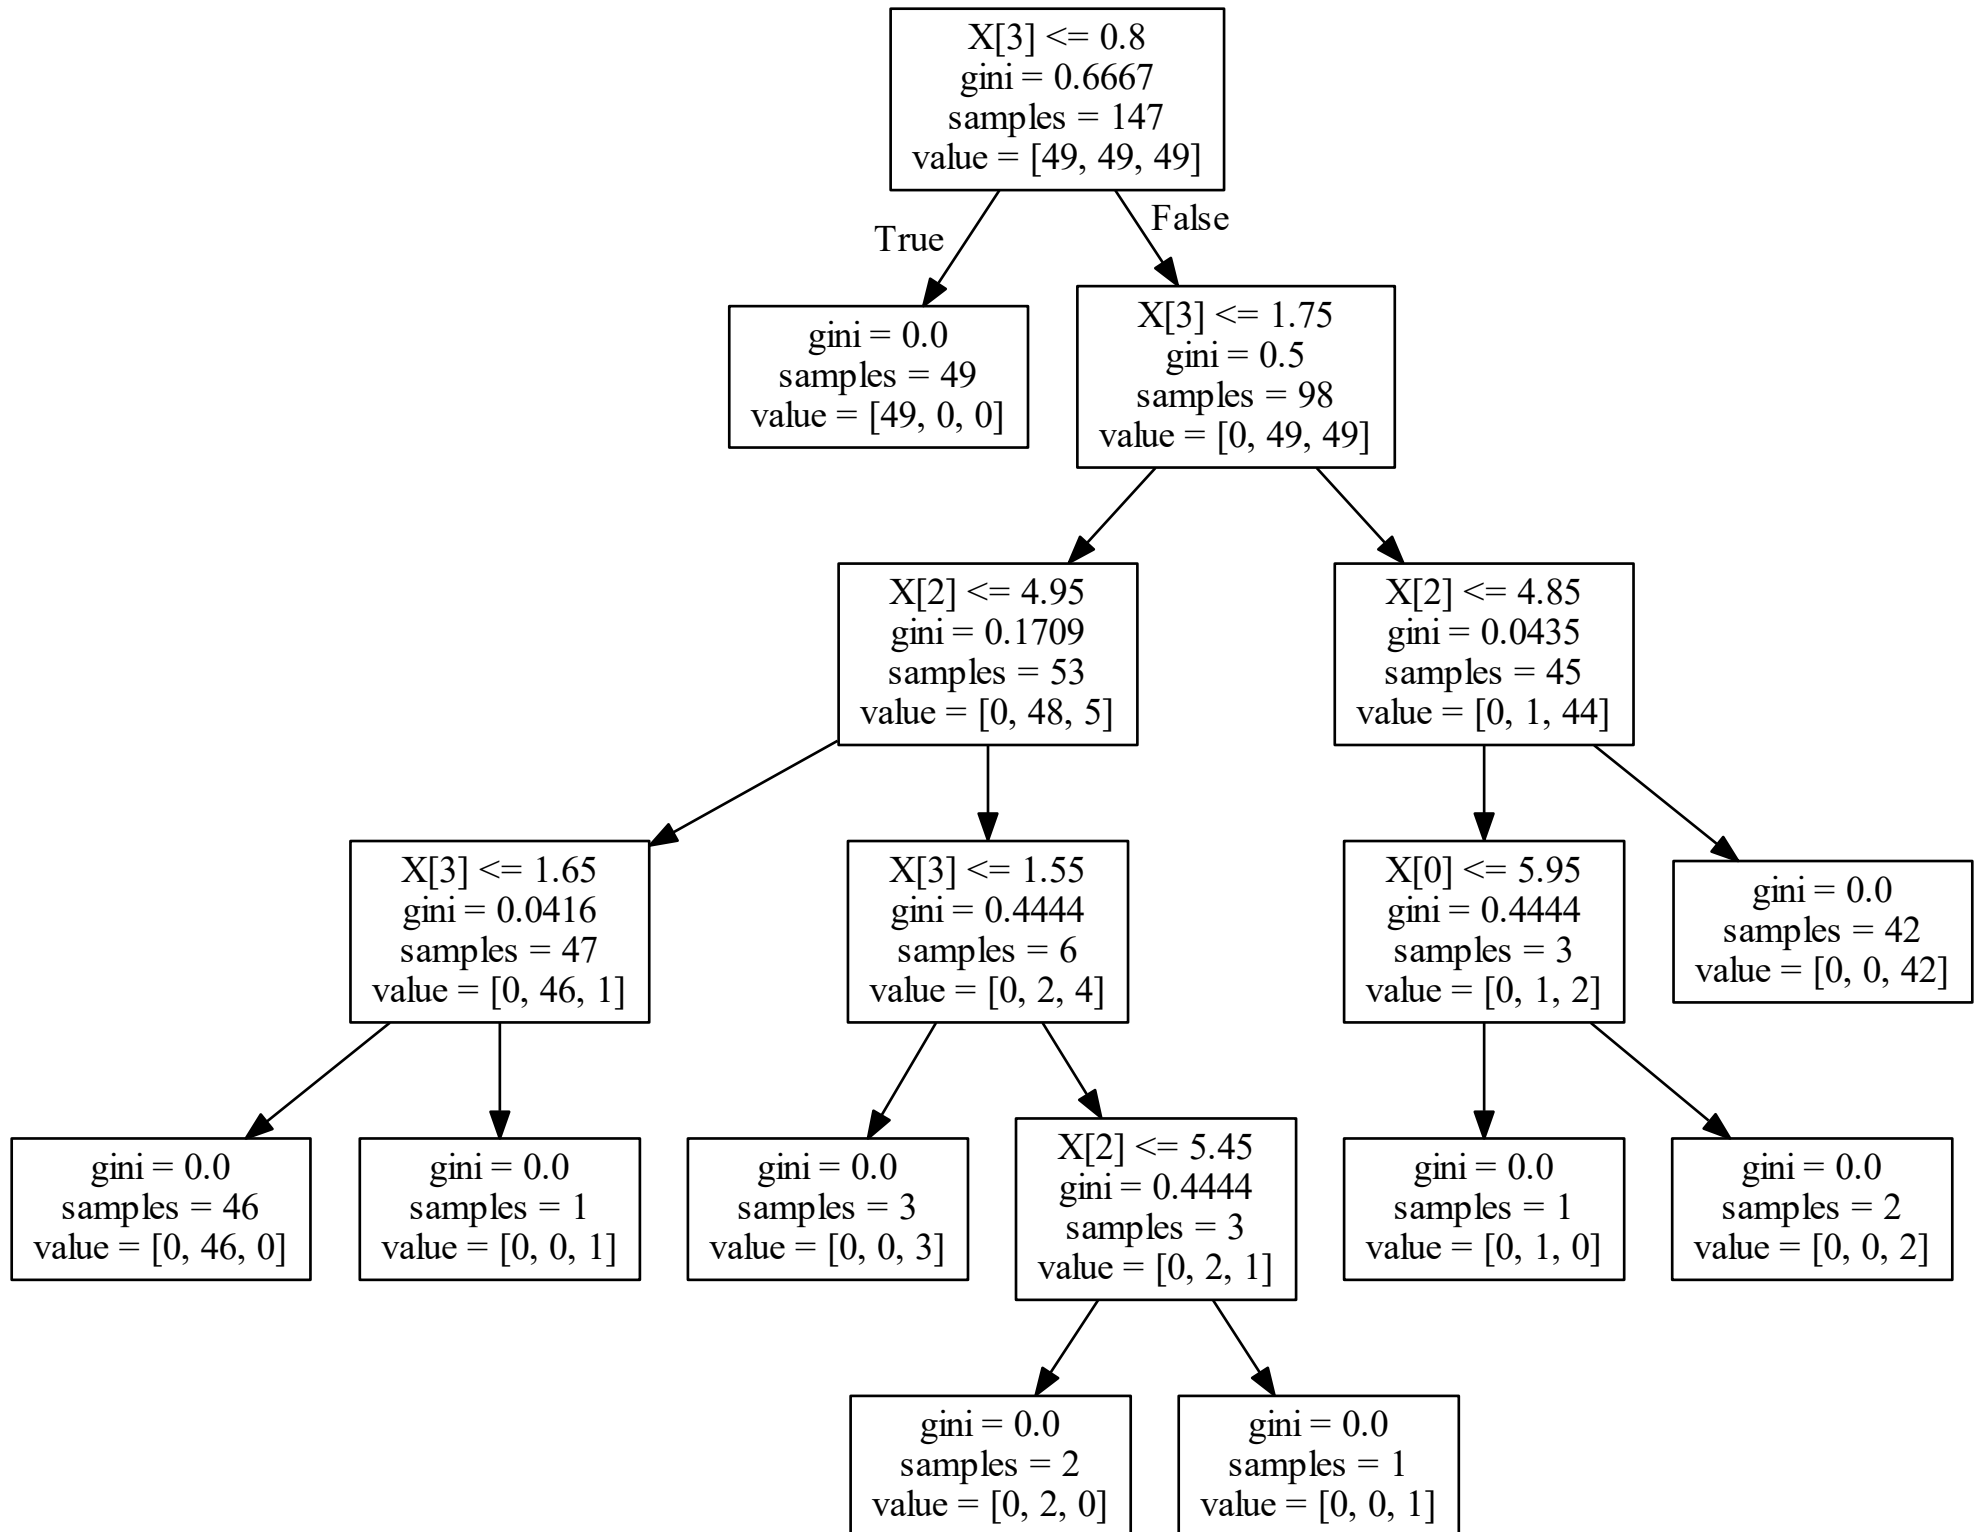 X[3] <= 0.8
gini = 0.6667
samples = 147
value = [49, 49, 49]
True
False
gini = 0.0
samples = 49
value = [49, 0, 0]
X[3] <= 1.75
gini = 0.5
samples = 98
value = [0, 49, 49]
X[2] <= 4.95
gini = 0.1709
samples = 53
value = [0, 48, 5]
X[2] <= 4.85
gini = 0.0435
samples = 45
value = [0, 1, 44]
X[3] <= 1.65
gini = 0.0416
samples = 47
value = [0, 46, 1]
X[3] <= 1.55
gini = 0.4444
samples = 6
value = [0, 2, 4]
X[0] <= 5.95
gini = 0.4444
samples = 3
value = [0, 1, 2]
gini = 0.0
samples = 42
value = [0, 0, 42]
gini = 0.0
samples = 46
value = [0, 46, 0]
gini = 0.0
samples = 1
value = [0, 0, 1]
gini = 0.0
samples = 3
value = [0, 0, 3]
X[2] <= 5.45
gini = 0.4444
samples = 3
value = [0, 2, 1]
gini = 0.0
samples = 1
value = [0, 1, 0]
gini = 0.0
samples = 2
value = [0, 0, 2]
gini = 0.0
samples = 2
value = [0, 2, 0]
gini = 0.0
samples = 1
value = [0, 0, 1]